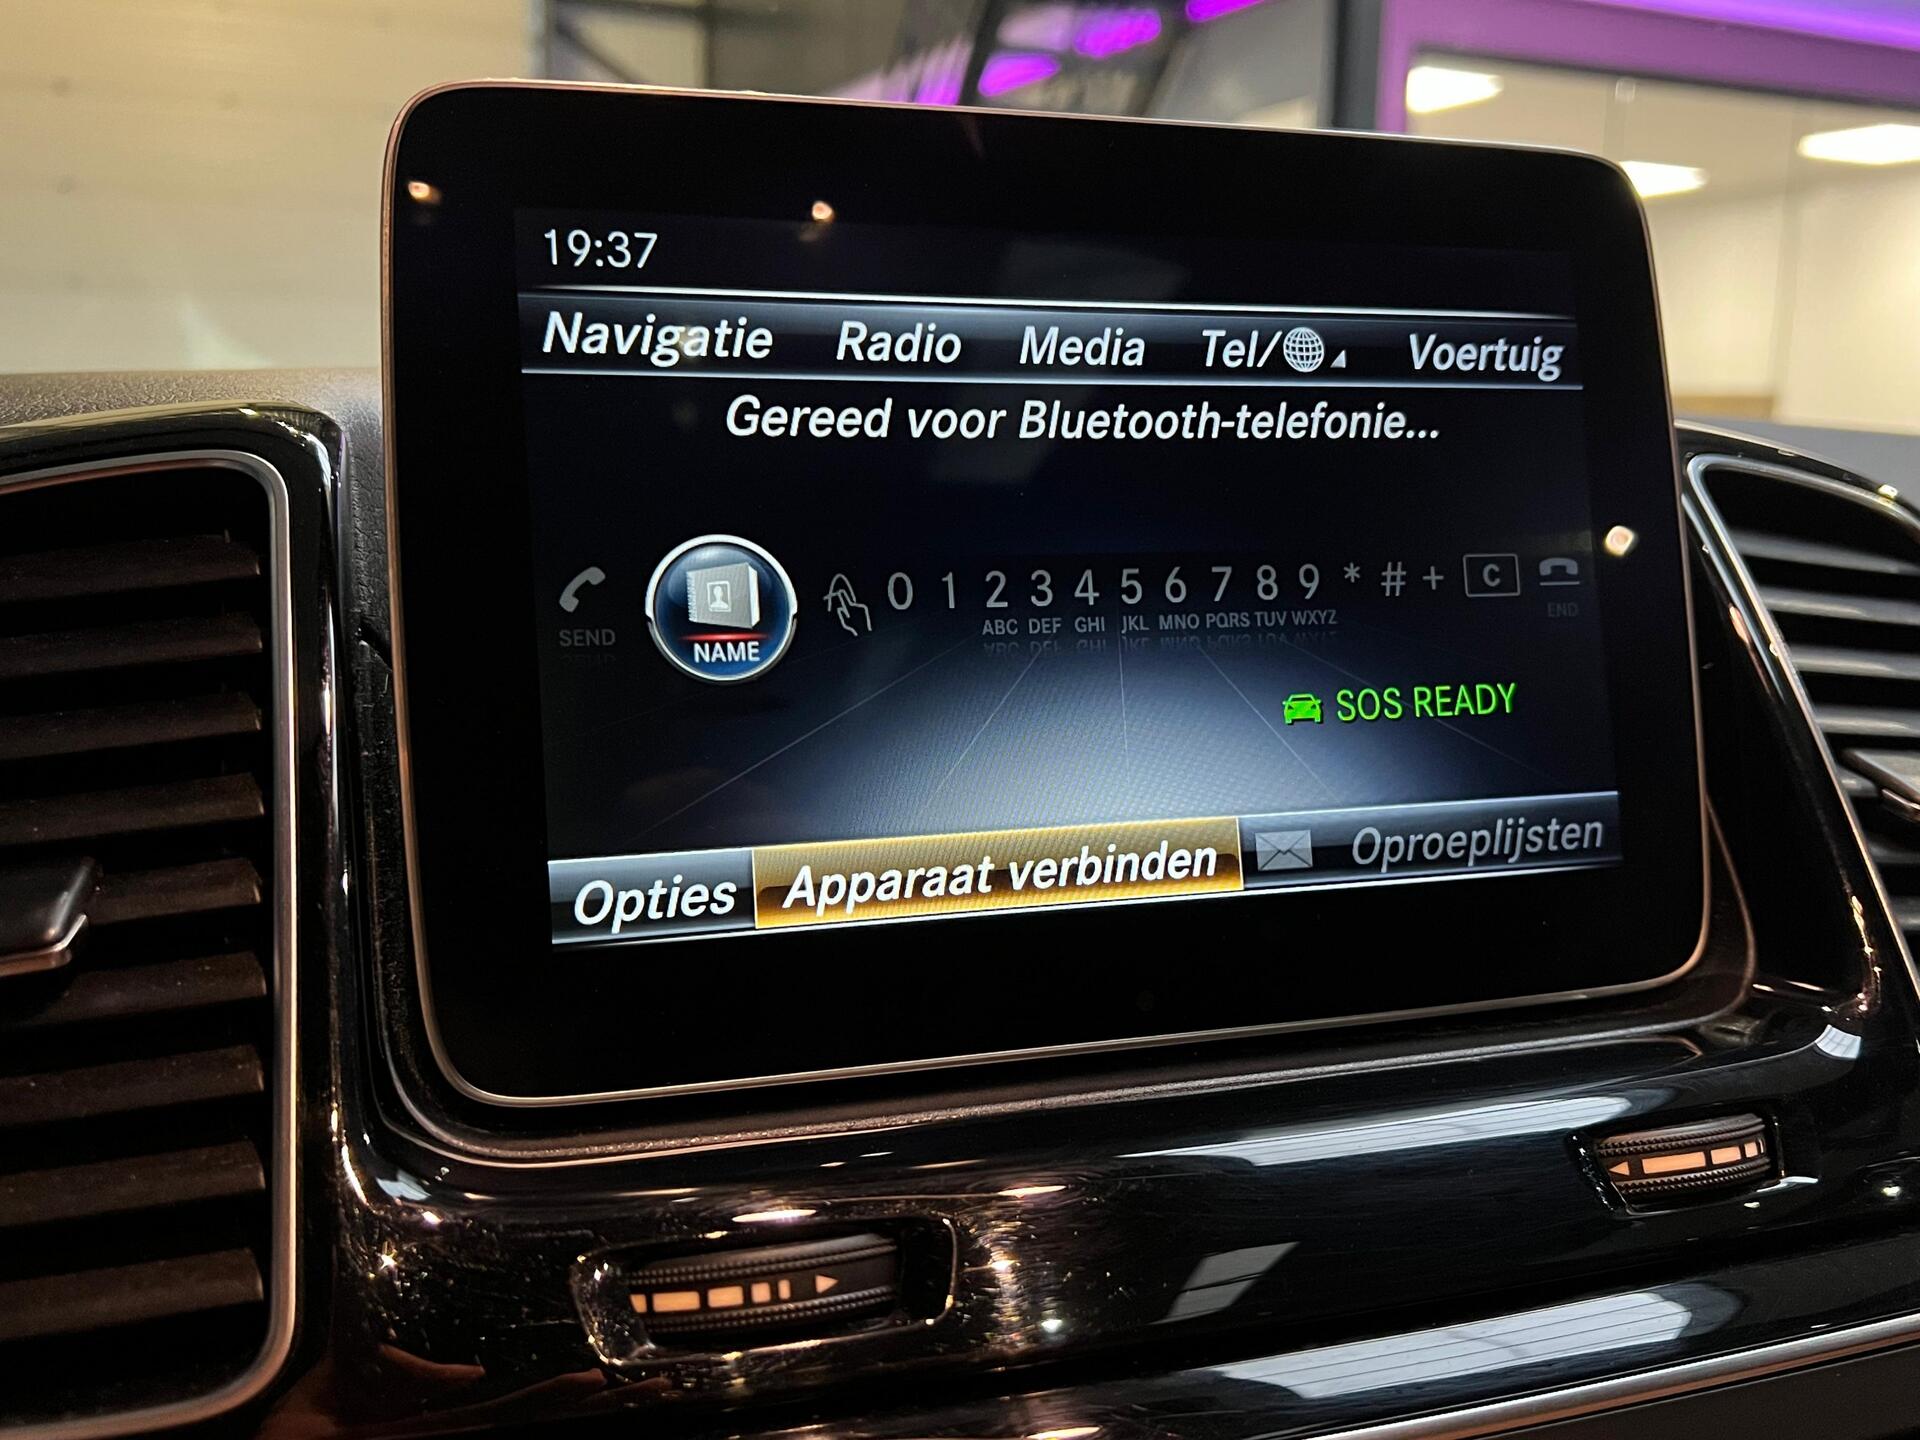 19:37
Navigatie Radio Media Tel/ Voertuig
Gereed voor Bluetooth-telefonie...
0 1 2 3 4 5 6 7 8 9 * # + C
ABC DEF GHI JKL MNO PQRS TUV WXYZ
SEND NAME END
SOS READY
Opties Apparaat verbinden Oproeplijsten